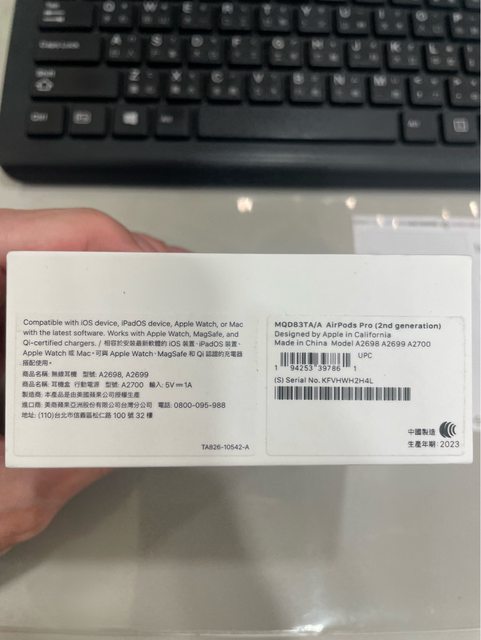 Caps Lock
A
S
D
F
G
H
J
K
L
Z
X
C
V
B
N
M
Ctrl
Alt
Compatible with iOS device, iPadOS device, Apple Watch, or Mac
with the latest software. Works with Apple Watch, MagSafe, and
Qi-certified chargers. / 相容於安裝最新軟體的 iOS 裝置、iPadOS 裝置、
Apple Watch 或 Mac。可與 Apple Watch、MagSafe 和 Qi 認證的充電器
搭配使用。
商品名稱: 無線耳機 型號: A2698, A2699
商品名稱: 耳機盒 行動電源 型號: A2700 輸入: 5V⎓1A
製造商: 本產品是由美國蘋果公司授權生產
進口商: 美商蘋果亞洲股份有限公司台灣分公司 電話: 0800-095-988
地址: (110)台北市信義區松仁路 100 號 32 樓
TA826-10542-A
MQD83TA/A AirPods Pro (2nd generation)
Designed by Apple in California
Made in China Model A2698 A2699 A2700
UPC
1 94253 39786 1
(S) Serial No. KFVHWH2H4L
中國製造
生產年期: 2023